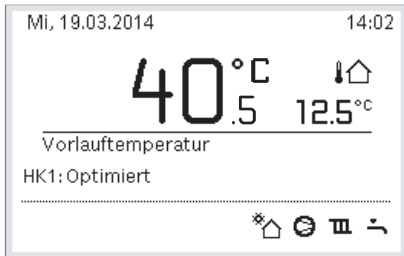 Mi, 19.03.2014 14:02
40.5 °C
12.5°C
Vorlauftemperatur
HK1: Optimiert